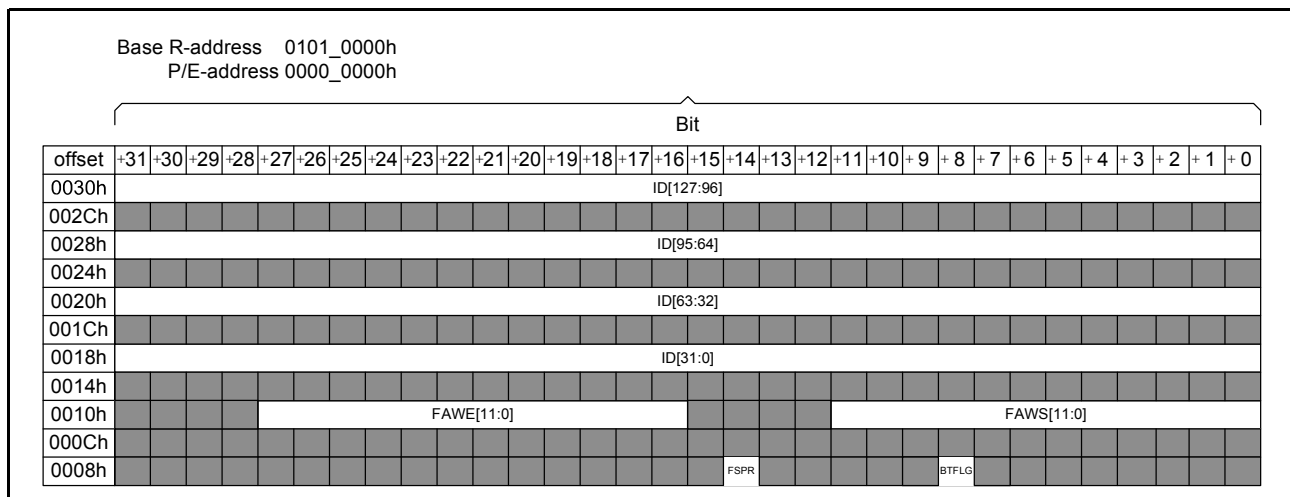 Base R-address 0101_0000h
P/E-address 0000_0000h
Bit
offset +31 +30 +29 +28 +27 +26 +25 +24 +23 +22 +21 +20 +19 +18 +17 +16 +15 +14 +13 +12 +11 +10 + 9 + 8 + 7 + 6 + 5 + 4 + 3 + 2 + 1 + 0
0030h ID[127:96]
002Ch
0028h ID[95:64]
0024h
0020h ID[63:32]
001Ch
0018h ID[31:0]
0014h
0010h FAWE[11:0] FAWS[11:0]
000Ch
0008h FSPR BTFLG